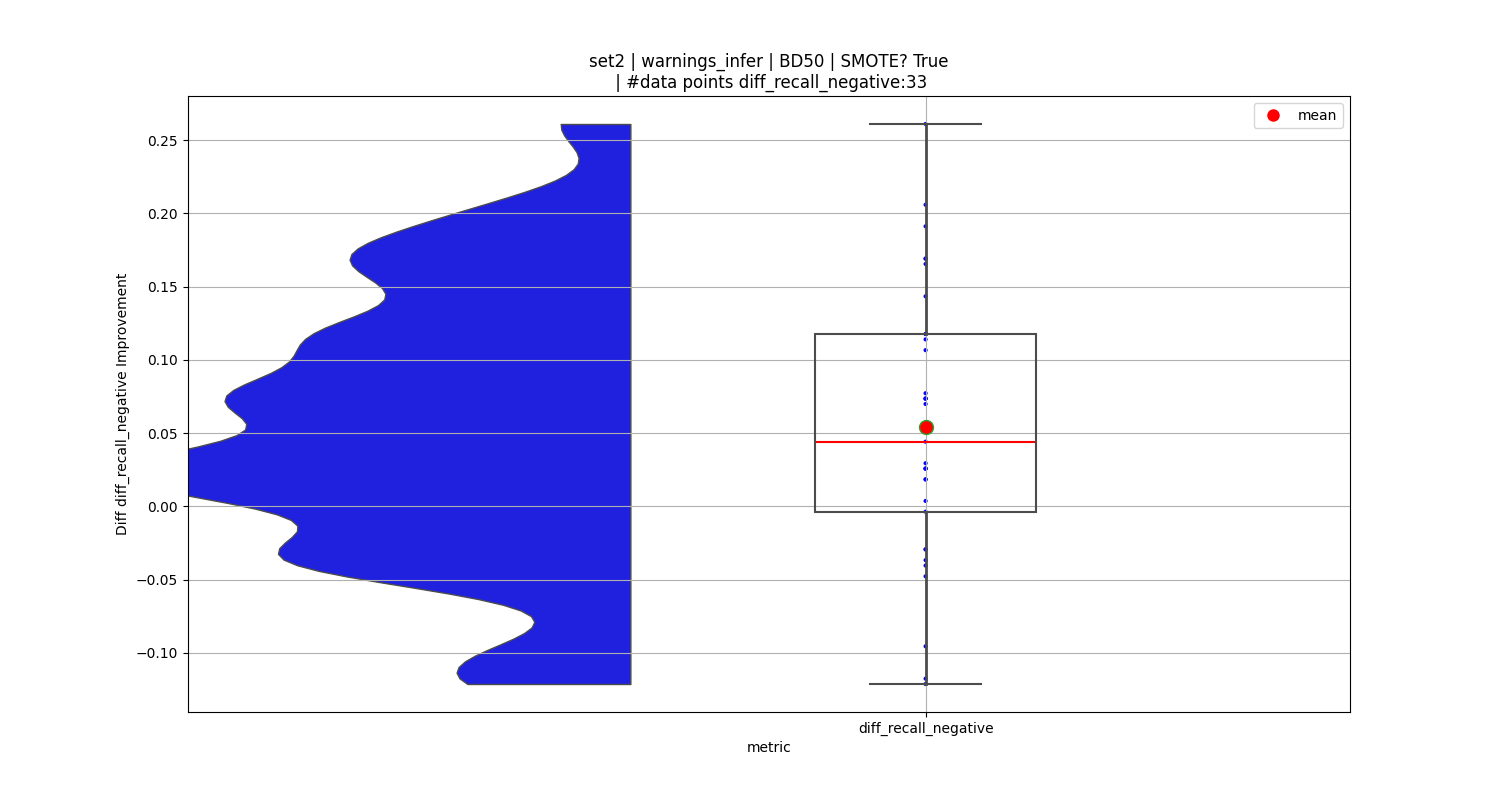 set2 | warnings_infer | BD50 | SMOTE? True
| #data points diff_recall_negative:33
mean
0.25
0.20
0.15
0.10
0.05
0.00
−0.05
−0.10
Diff diff_recall_negative Improvement
diff_recall_negative
metric